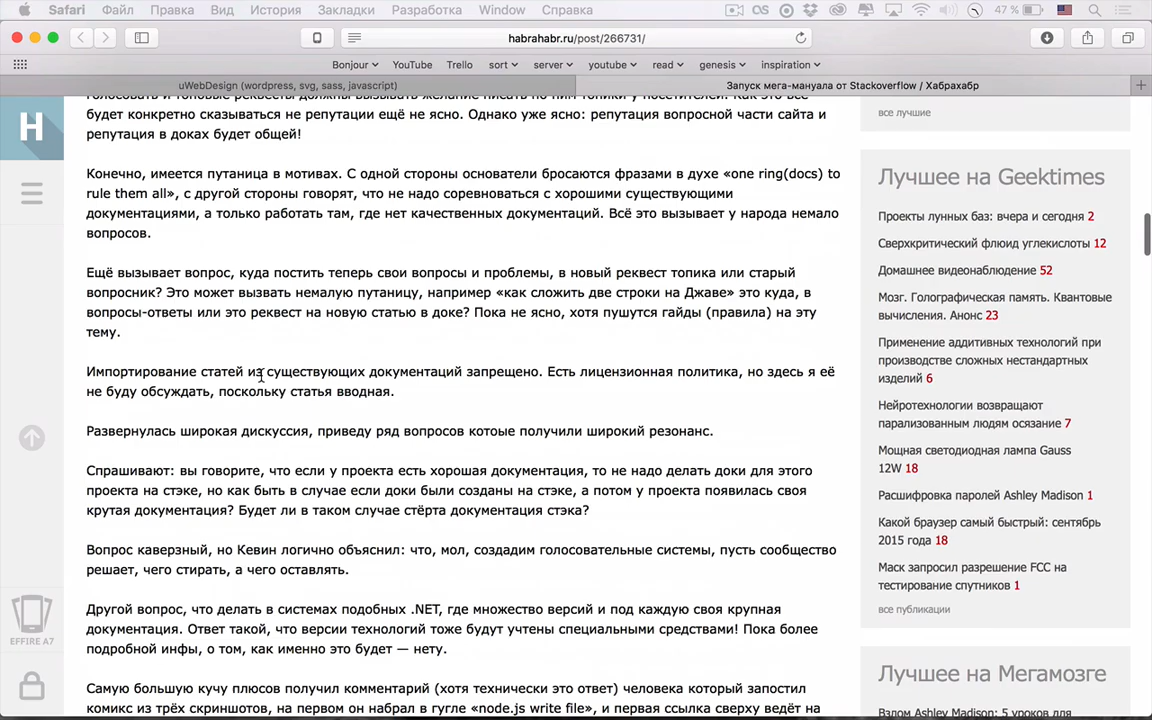 Safari Файл Правка Вид История Закладки Разработка Window Справка 47 %
habrahabr.ru/post/266731/
Bonjour YouTube Trello sort server youtube read genesis inspiration
uWebDesign (wordpress, svg, sass, javascript) Запуск мега-мануала от Stackoverflow / Хабрахабр
будет конкретно сказываться не репутации ещё не ясно. Однако уже ясно: репутация вопросной части сайта и
репутация в доках будет общей!
Конечно, имеется путаница в мотивах. С одной стороны основатели бросаются фразами в духе «one ring(docs) to
rule them all», с другой стороны говорят, что не надо соревноваться с хорошими существующими
документациями, а только работать там, где нет качественных документаций. Всё это вызывает у народа немало
вопросов.
Ещё вызывает вопрос, куда постить теперь свои вопросы и проблемы, в новый реквест топика или старый
вопросник? Это может вызвать немалую путаницу, например «как сложить две строки на Джаве» это куда, в
вопросы-ответы или это реквест на новую статью в доке? Пока не ясно, хотя пушутся гайды (правила) на эту
тему.
Импортирование статей из существующих документаций запрещено. Есть лицензионная политика, но здесь я её
не буду обсуждать, поскольку статья вводная.
Развернулась широкая дискуссия, приведу ряд вопросов котоые получили широкий резонанс.
Спрашивают: вы говорите, что если у проекта есть хорошая документация, то не надо делать доки для этого
проекта на стэке, но как быть в случае если доки были созданы на стэке, а потом у проекта появилась своя
крутая документация? Будет ли в таком случае стёрта документация стэка?
Вопрос каверзный, но Кевин логично объяснил: что, мол, создадим голосовательные системы, пусть сообщество
решает, чего стирать, а чего оставлять.
Другой вопрос, что делать в системах подобных .NET, где множество версий и под каждую своя крупная
документация. Ответ такой, что версии технологий тоже будут учтены специальными средствами! Пока более
подробной инфы, о том, как именно это будет — нету.
Самую большую кучу плюсов получил комментарий (хотя технически это ответ) человека который запостил
комикс из трёх скриншотов, на первом он набрал в гугле «node.js write file», и первая ссылка сверху ведёт на
H
EFFIRE A7
все лучшие
Лучшее на Geektimes
Проекты лунных баз: вчера и сегодня 2
Сверхкритический флюид углекислоты 12
Домашнее видеонаблюдение 52
Мозг. Голографическая память. Квантовые
вычисления. Анонс 23
Применение аддитивных технологий при
производстве сложных нестандартных
изделий 6
Нейротехнологии возвращают
парализованным людям осязание 7
Мощная светодиодная лампа Gauss
12W 18
Расшифровка паролей Ashley Madison 1
Какой браузер самый быстрый: сентябрь
2015 года 18
Маск запросил разрешение FCC на
тестирование спутников 1
все публикации
Лучшее на Мегамозге
Взлом Ashley Madison: 5 уроков для